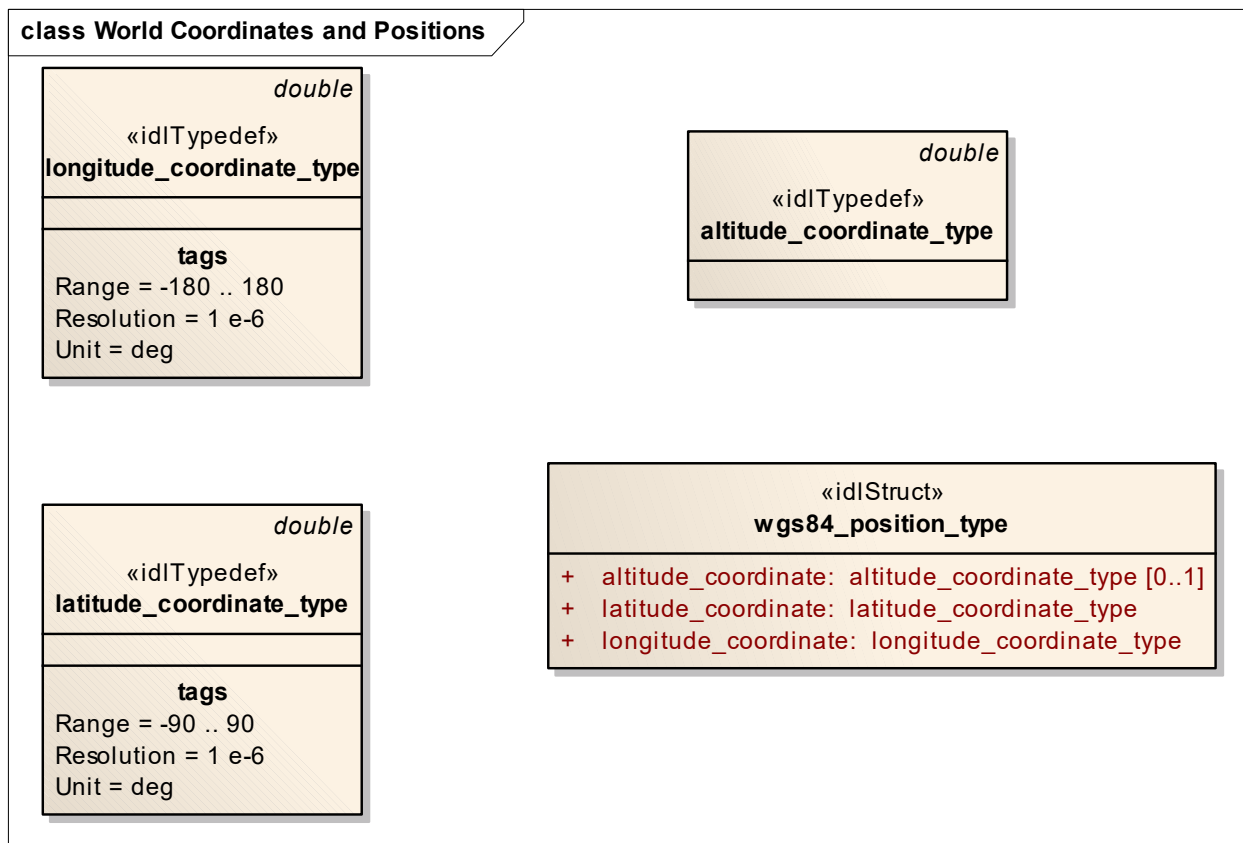 class World Coordinates and Positions
double
«idlTypedef»
longitude_coordinate_type
tags
Range = -180 .. 180
Resolution = 1 e-6
Unit = deg
double
«idlTypedef»
altitude_coordinate_type
double
«idlTypedef»
latitude_coordinate_type
tags
Range = -90 .. 90
Resolution = 1 e-6
Unit = deg
«idlStruct»
wgs84_position_type
+ altitude_coordinate: altitude_coordinate_type [0..1]
+ latitude_coordinate: latitude_coordinate_type
+ longitude_coordinate: longitude_coordinate_type